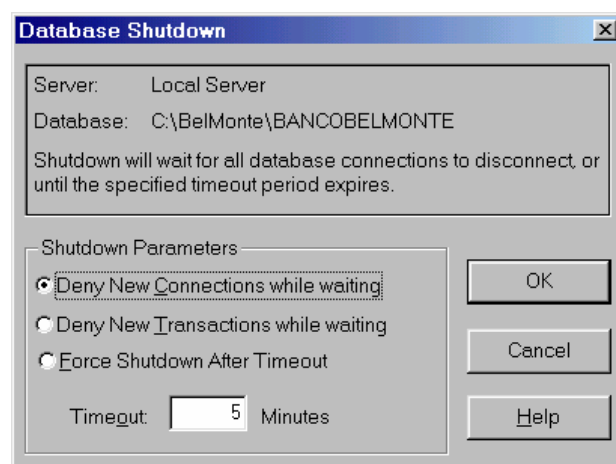 Database Shutdown
Server: Local Server
Database: C:\BelMonte\BANCOBELMONTE
Shutdown will wait for all database connections to disconnect, or
until the specified timeout period expires.
Shutdown Parameters
Deny New Connections while waiting
Deny New Transactions while waiting
Force Shutdown After Timeout
Timeout: 5 Minutes
OK
Cancel
Help